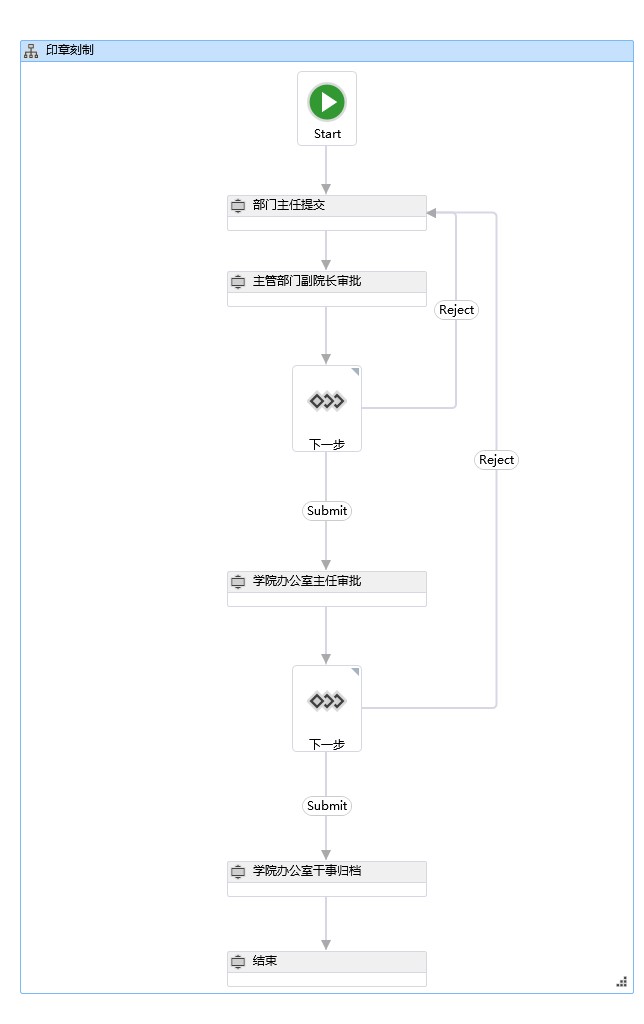 印章刻制
Start
部门主任提交
主管部门副院长审批
Reject
下一步
Reject
Submit
学院办公室主任审批
下一步
Submit
学院办公室干事归档
结束